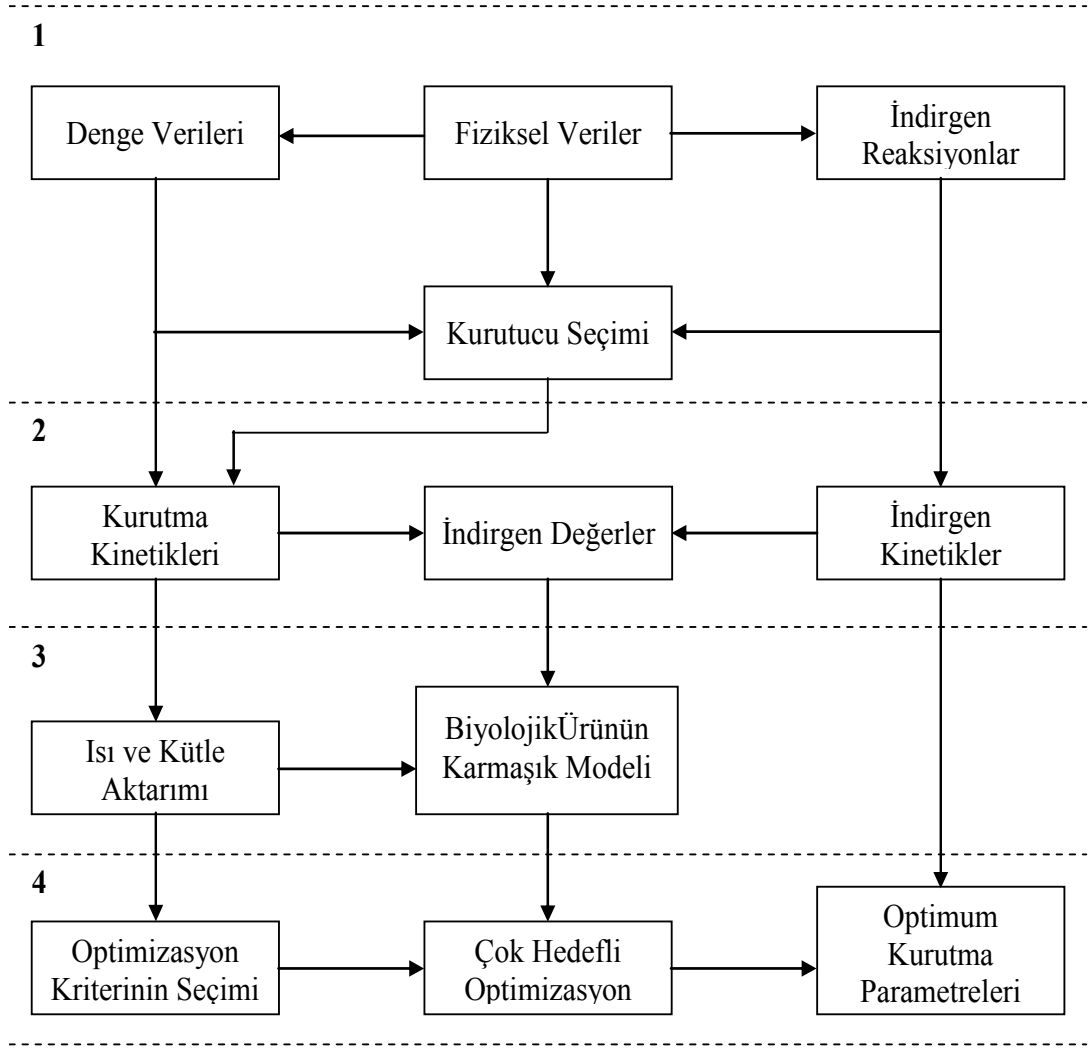 1
Denge Verileri
Fiziksel Veriler
İndirgen
Reaksiyonlar
Kurutucu Seçimi
2
Kurutma
Kinetikleri
İndirgen Değerler
İndirgen
Kinetikler
3
Isı ve Kütle
Aktarımı
BiyolojikÜrünün
Karmaşık Modeli
4
Optimizasyon
Kriterinin Seçimi
Çok Hedefli
Optimizasyon
Optimum
Kurutma
Parametreleri